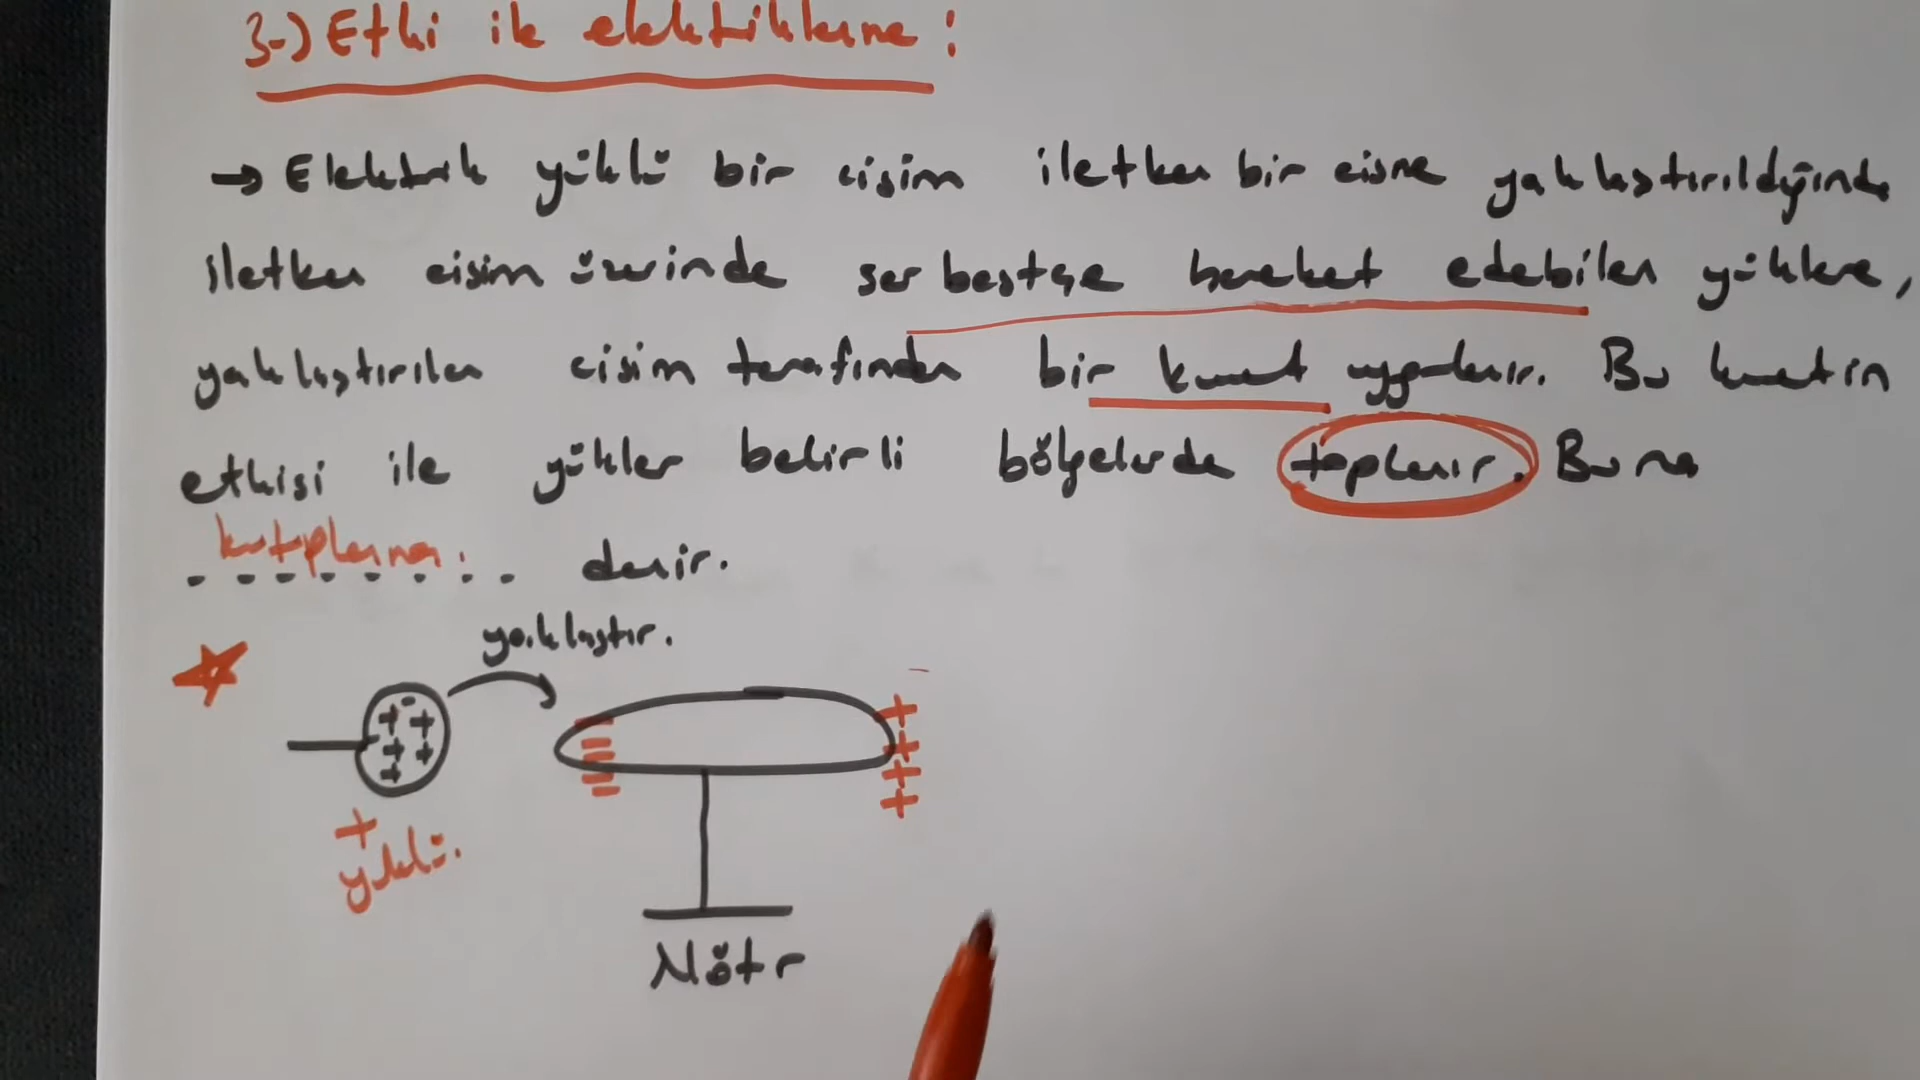 3-) Etki ile elektriklenme :
→ Elektrik yüklü bir cisim iletken bir cisme yaklaştırıldığında
iletken cisim üzerinde serbestçe hareket edebilen yüklere,
yaklaştırılan cisim tarafından bir kuvvet uygulanır. Bu kuvvetin
etkisi ile yükler belirli bölgelerde toplanır. Buna
kutuplanma. denir.
yaklaştır.
+ yüklü.
Nötr